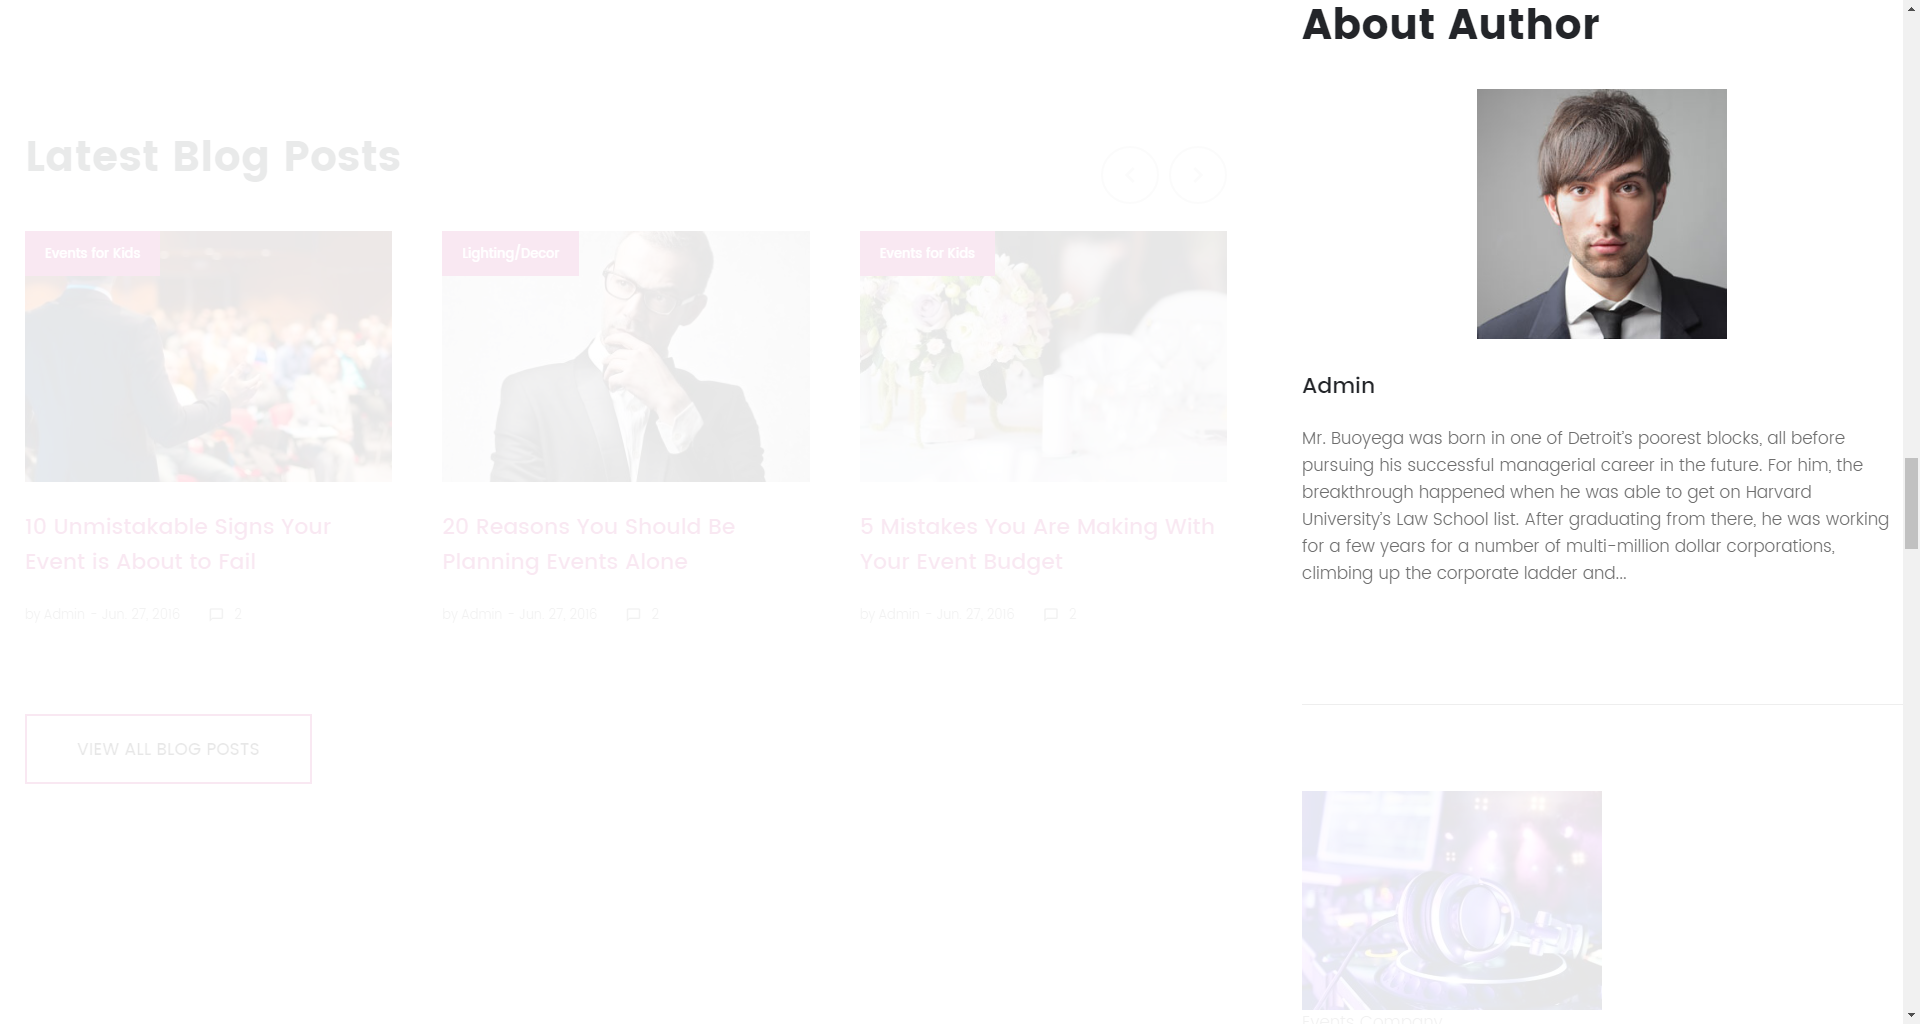 About Author
Latest Blog Posts
Events for Kids
Lighting/Decor
Events for Kids
10 Unmistakable Signs Your
Event is About to Fail
by Admin - Jun. 27, 2016 2
20 Reasons You Should Be
Planning Events Alone
by Admin - Jun. 27, 2016 2
5 Mistakes You Are Making With
Your Event Budget
by Admin - Jun. 27, 2016 2
VIEW ALL BLOG POSTS
Admin
Mr. Buoyega was born in one of Detroit's poorest blocks, all before
pursuing his successful managerial career in the future. For him, the
breakthrough happened when he was able to get on Harvard
University's Law School list. After graduating from there, he was working
for a few years for a number of multi-million dollar corporations,
climbing up the corporate ladder and...
Events Company